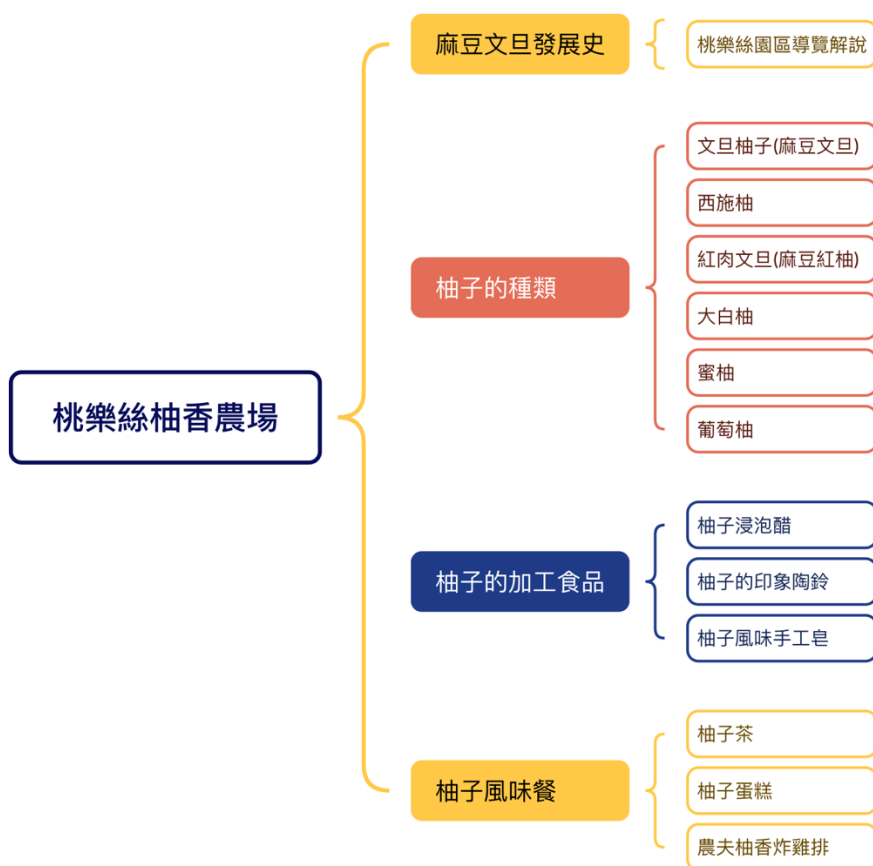 桃樂絲柚香農場
麻豆文旦發展史
桃樂絲園區導覽解說
柚子的種類
文旦柚子(麻豆文旦)
西施柚
紅肉文旦(麻豆紅柚)
大白柚
蜜柚
葡萄柚
柚子的加工食品
柚子浸泡醋
柚子的印象陶鈴
柚子風味手工皂
柚子風味餐
柚子茶
柚子蛋糕
農夫柚香炸雞排